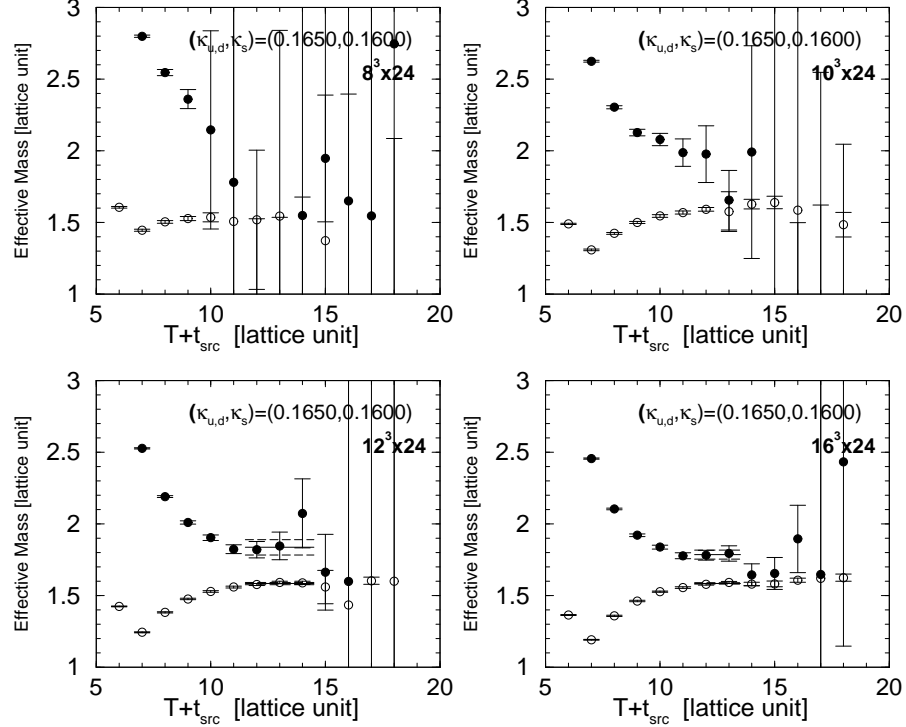 3
2.5
2
1.5
1
Effective Mass [lattice unit]
(κu,d,κs)=(0.1650,0.1600)
8³x24
5 10 15 20
T+tsrc [lattice unit]
3
2.5
2
1.5
1
Effective Mass [lattice unit]
(κu,d,κs)=(0.1650,0.1600)
10³x24
5 10 15 20
T+tsrc [lattice unit]
3
2.5
2
1.5
1
Effective Mass [lattice unit]
(κu,d,κs)=(0.1650,0.1600)
12³x24
5 10 15 20
T+tsrc [lattice unit]
3
2.5
2
1.5
1
Effective Mass [lattice unit]
(κu,d,κs)=(0.1650,0.1600)
16³x24
5 10 15 20
T+tsrc [lattice unit]